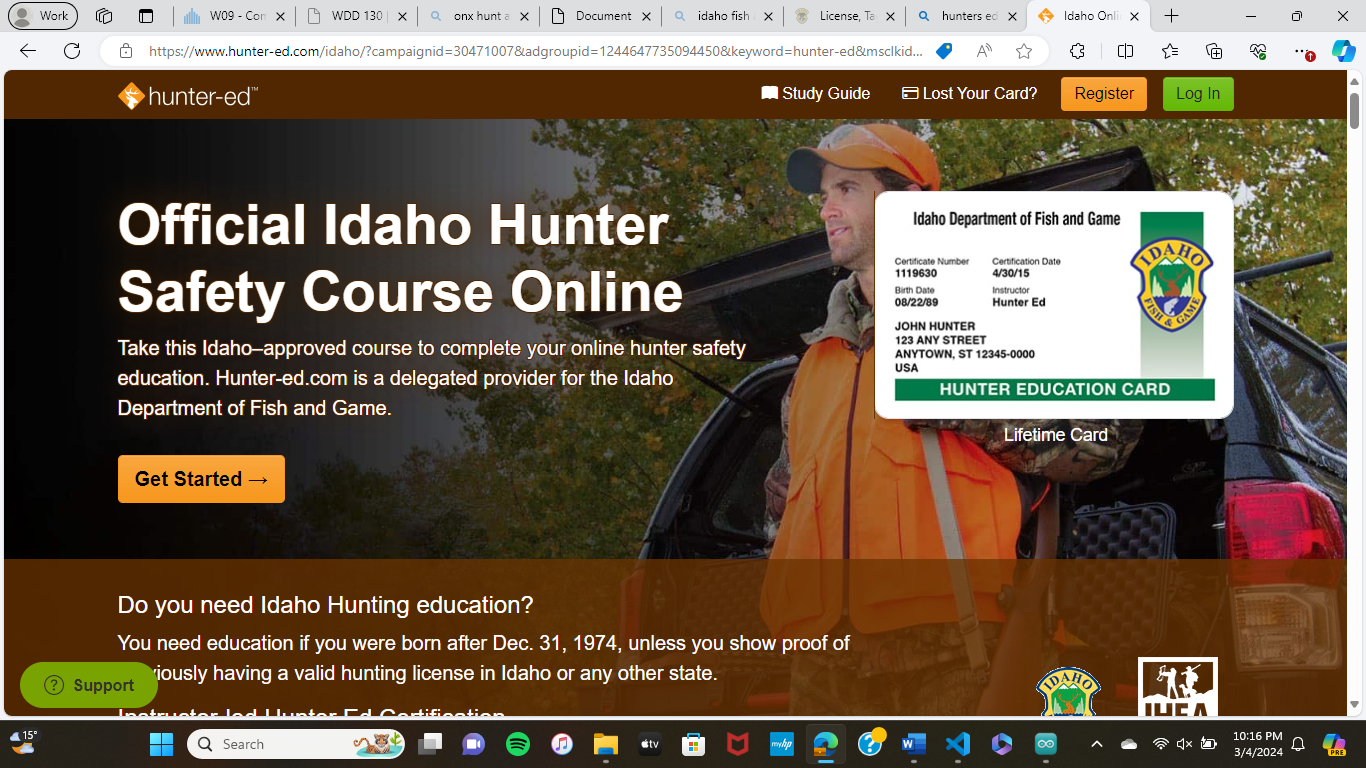 Work
W09 - Con
WDD 130 |
onx hunt a
Document
idaho fish
License, Ta
hunters ed
Idaho Onli
https://www.hunter-ed.com/idaho/?campaignid=30471007&adgroupid=1244647735094450&keyword=hunter-ed&msclkid...
hunter-ed™
Study Guide
Lost Your Card?
Register
Log In
Official Idaho Hunter
Safety Course Online
Take this Idaho–approved course to complete your online hunter safety
education. Hunter-ed.com is a delegated provider for the Idaho
Department of Fish and Game.
Get Started →
Idaho Department of Fish and Game
Certificate Number
Certification Date
1119630
4/30/15
Birth Date
Instructor
08/22/89
Hunter Ed
JOHN HUNTER
123 ANY STREET
ANYTOWN, ST 12345-0000
USA
IDAHO
FISH & GAME
HUNTER EDUCATION CARD
Lifetime Card
Do you need Idaho Hunting education?
You need education if you were born after Dec. 31, 1974, unless you show proof of
viously having a valid hunting license in Idaho or any other state.
Support
Instructor-led Hunter Ed Certification
IDAHO
IHEA
15°
Search
tv
myhp
10:16 PM
3/4/2024
PRE